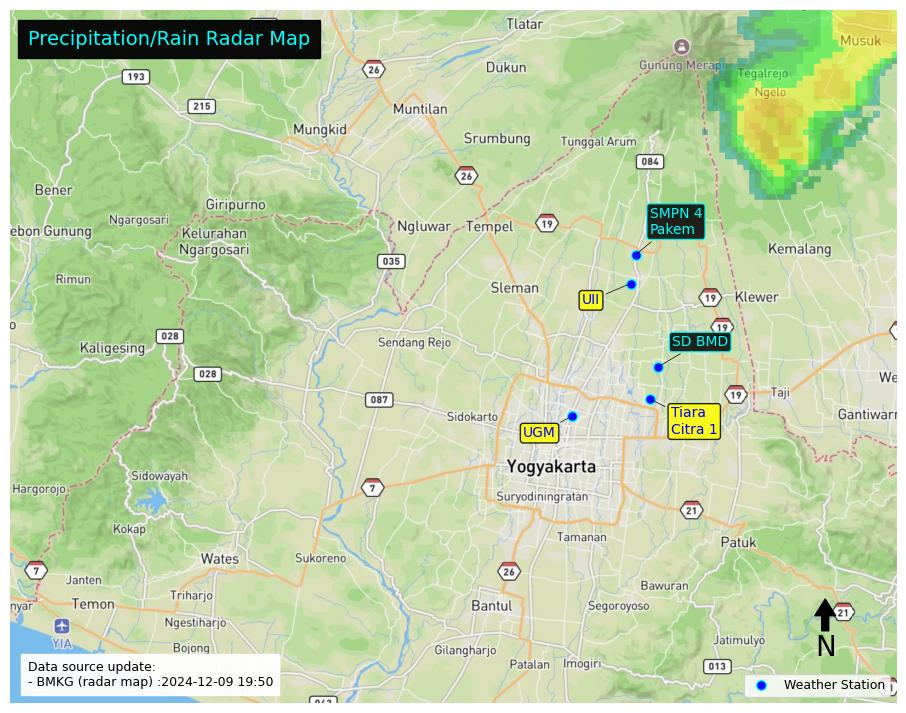 Precipitation/Rain Radar Map
Tlatar
Musuk
193
26
Gunung Merapi
Dukun
Tegalrejo
Ngelo
215
Muntilan
Mungkid
Srumbung
Tunggal Arum
084
26
Bener
Giripurno
SMPN 4
Pakem
Ngargosari
Ngluwar
Tempel
19
ebon Gunung
Kelurahan
Ngargosari
Kemalang
035
Rimun
Sleman
UII
19
Klewer
19
028
Kaligesing
Sendang Rejo
SD BMD
028
We
087
19
Taji
Sidokarto
Tiara
Citra 1
Gantiwarn
UGM
Yogyakarta
Sidowayah
Hargorojo
7
Suryodiningratan
21
Kokap
Tamanan
Patuk
Wates
Sukoreno
7
26
Janten
Bawuran
Triharjo
nyar
Temon
Bantul
Segoroyoso
21
Ngestiharjo
YIA
Jatimulyo
N
Bojong
Gilangharjo
Data source update:
- BMKG (radar map) :2024-12-09 19:50
Patalan
Imogiri
013
Weather Station